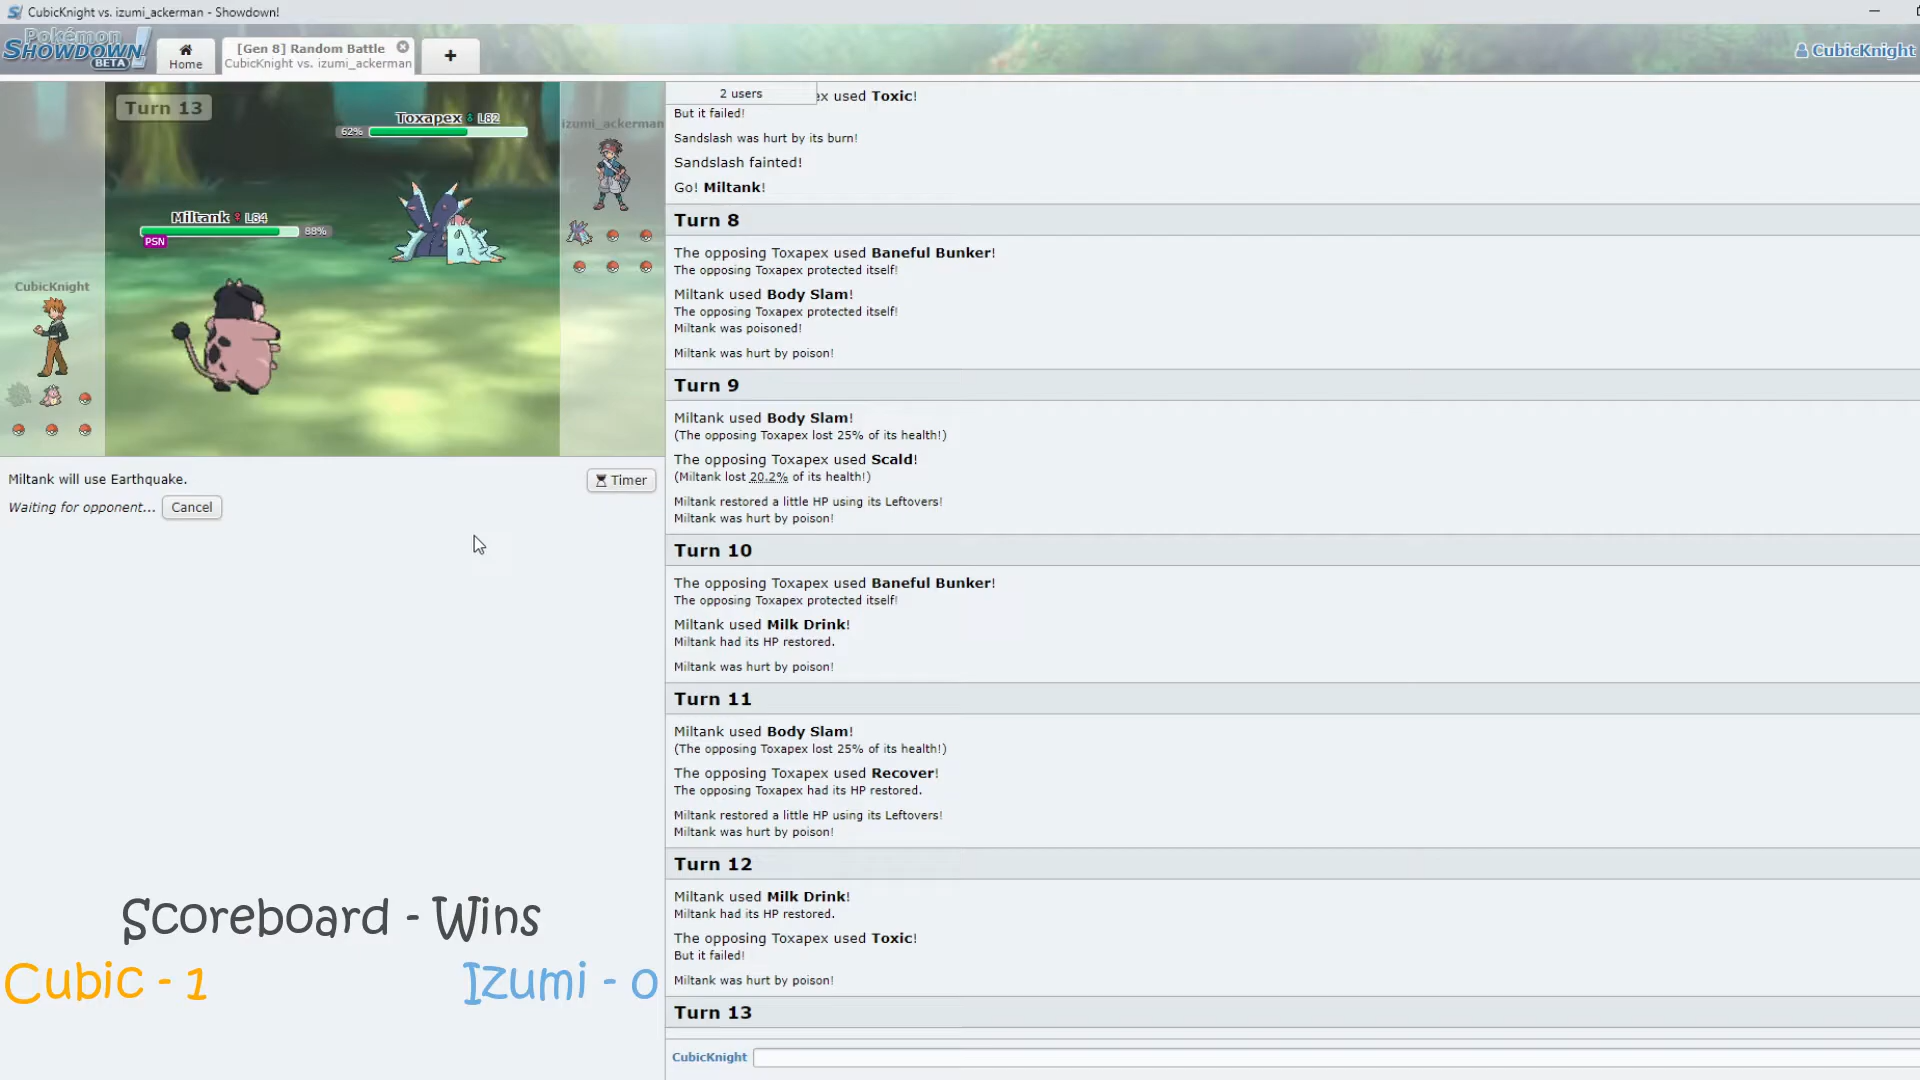 CubicKnight vs. izumi_ackerman - Showdown!
Pokémon
SHOWDOWN!
BETA
Home
[Gen 8] Random Battle
CubicKnight vs. izumi_ackerman
+
CubicKnight
Turn 13
Toxapex L82
62%
Miltank L84
88%
PSN
izumi_ackerman
CubicKnight
Miltank will use Earthquake.
Timer
Waiting for opponent... Cancel
Scoreboard - Wins
Cubic - 1
Izumi - 0
2 users
ex used Toxic!
But it failed!
Sandslash was hurt by its burn!
Sandslash fainted!
Go! Miltank!
Turn 8
The opposing Toxapex used Baneful Bunker!
The opposing Toxapex protected itself!
Miltank used Body Slam!
The opposing Toxapex protected itself!
Miltank was poisoned!
Miltank was hurt by poison!
Turn 9
Miltank used Body Slam!
(The opposing Toxapex lost 25% of its health!)
The opposing Toxapex used Scald!
(Miltank lost 20.2% of its health!)
Miltank restored a little HP using its Leftovers!
Miltank was hurt by poison!
Turn 10
The opposing Toxapex used Baneful Bunker!
The opposing Toxapex protected itself!
Miltank used Milk Drink!
Miltank had its HP restored.
Miltank was hurt by poison!
Turn 11
Miltank used Body Slam!
(The opposing Toxapex lost 25% of its health!)
The opposing Toxapex used Recover!
The opposing Toxapex had its HP restored.
Miltank restored a little HP using its Leftovers!
Miltank was hurt by poison!
Turn 12
Miltank used Milk Drink!
Miltank had its HP restored.
The opposing Toxapex used Toxic!
But it failed!
Miltank was hurt by poison!
Turn 13
CubicKnight